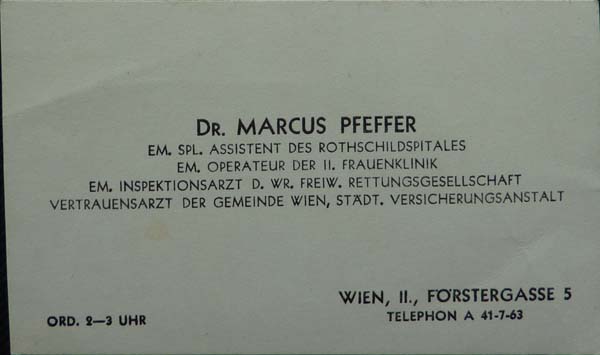 DR. MARCUS PFEFFER
EM. SPL. ASSISTENT DES ROTHSCHILDSPITALES
EM. OPERATEUR DER II. FRAUENKLINIK
EM. INSPEKTIONSARZT D. WR. FREIW. RETTUNGSGESELLSCHAFT
VERTRAUENSARZT DER GEMEINDE WIEN, STÄDT. VERSICHERUNGSANSTALT
WIEN, II., FÖRSTERGASSE 5
ORD. 2—3 UHR
TELEPHON A 41-7-63